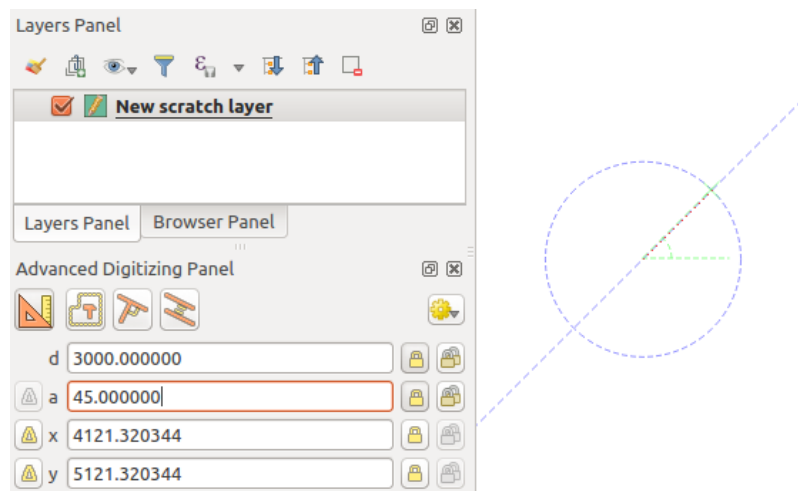 Layers Panel
New scratch layer
Layers Panel
Browser Panel
Advanced Digitizing Panel
d 3000.000000
a 45.000000
x 4121.320344
y 5121.320344